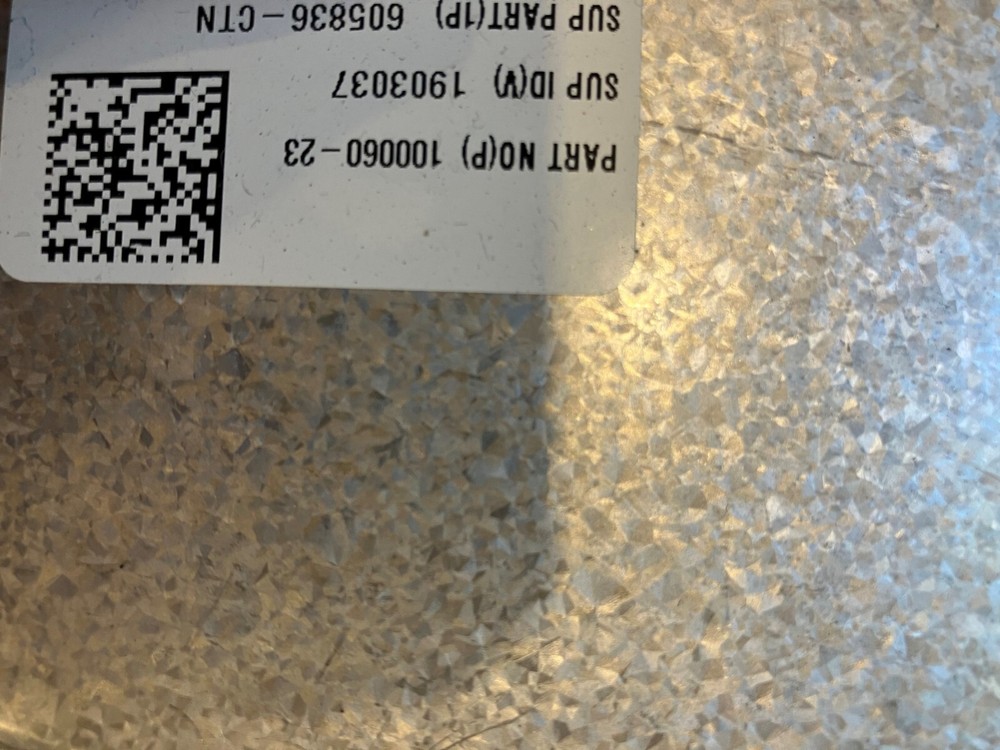 PART NO(P) 100060-23
SUP ID(V) 1903037
SUP PART(1P) 605836-CTN